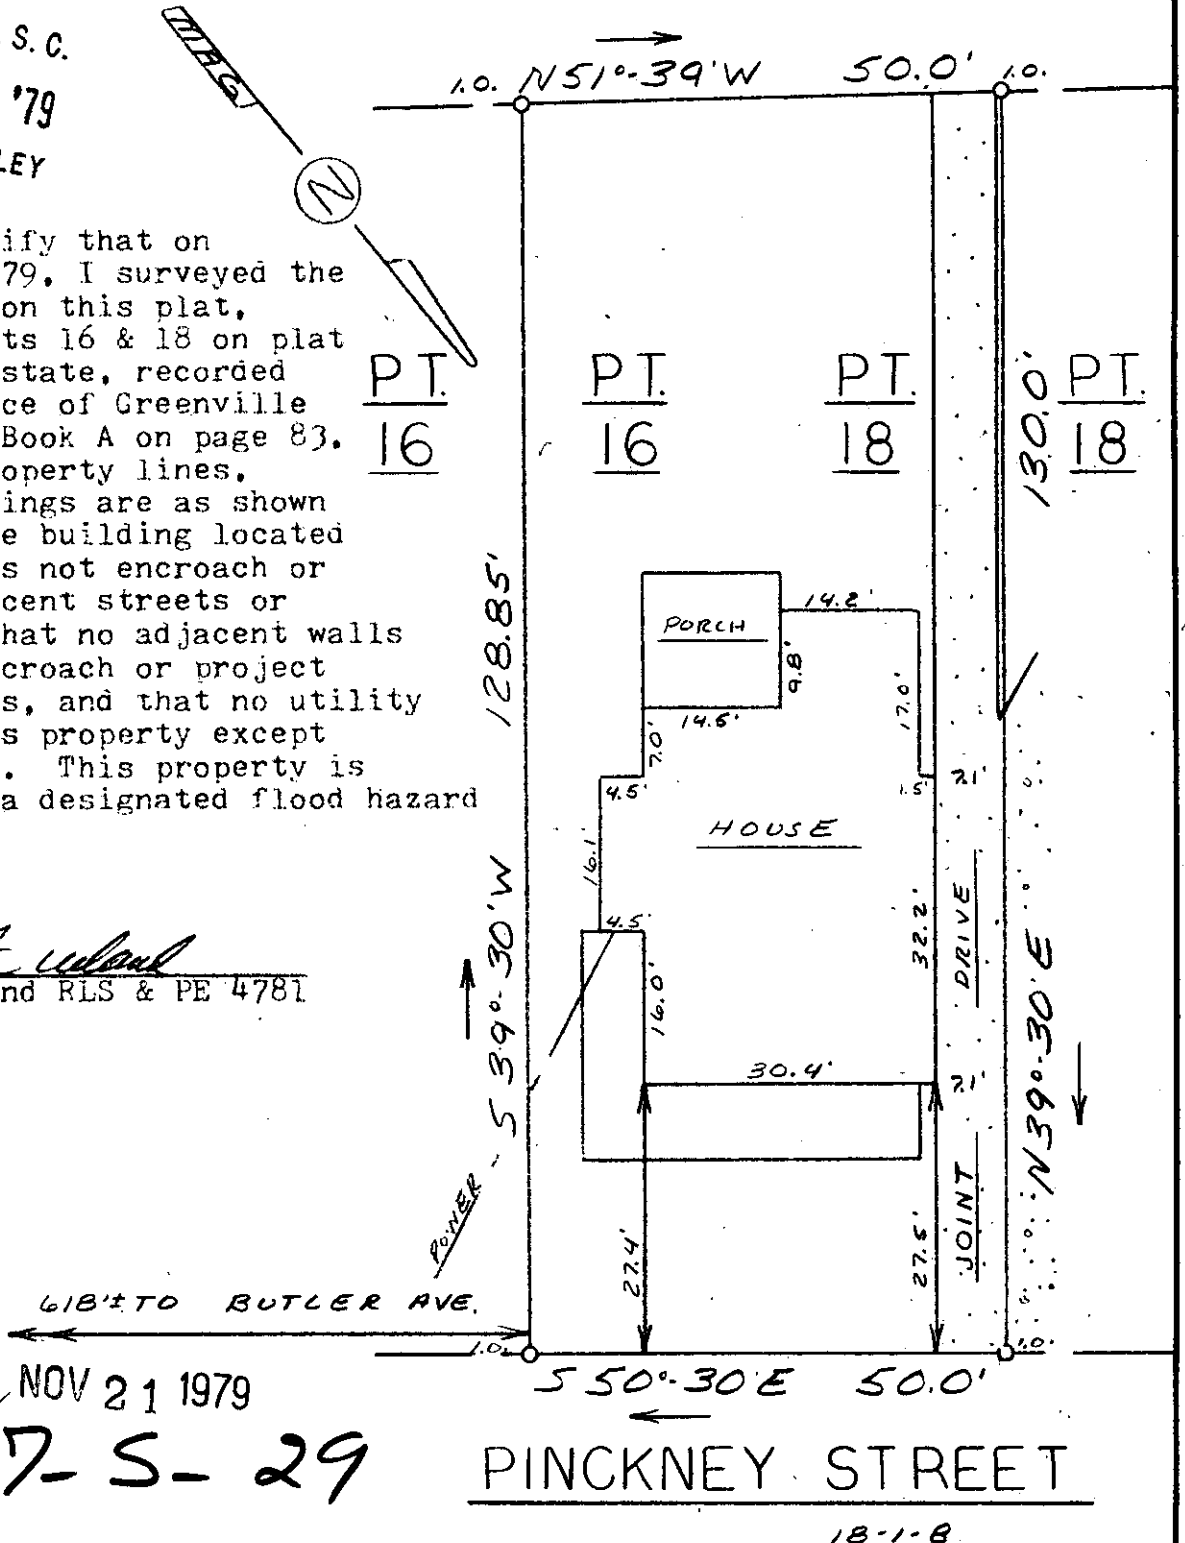 S. C.
'79
LEY
MAG
N
I.O. N51°-39'W 50.0' I.O.
ify that on
79. I surveyed the
on this plat,
ts 16 & 18 on plat
state, recorded
ce of Greenville
Book A on page 83.
operty lines,
ings are as shown
e building located
s not encroach or
cent streets or
hat no adjacent walls
croach or project
s, and that no utility
s property except
. This property is
a designated flood hazard
nd RLS & PE 4781
PT.
16
PT.
16
PT.
18
PT.
18
130.0'
128.85'
S 39°-30'W
PORCH
14.2'
9.8'
14.5'
7.0'
17.0'
4.5'
1.5'
7.1'
HOUSE
16.1'
4.5'
16.0'
32.2'
DRIVE
N39°-30'E
30.4'
7.1'
JOINT
POWER
27.4'
27.5'
618'± TO BUTLER AVE.
I.O.
I.O.
S 50°-30'E 50.0'
NOV 21 1979
7-S-29
PINCKNEY STREET
18-1-8